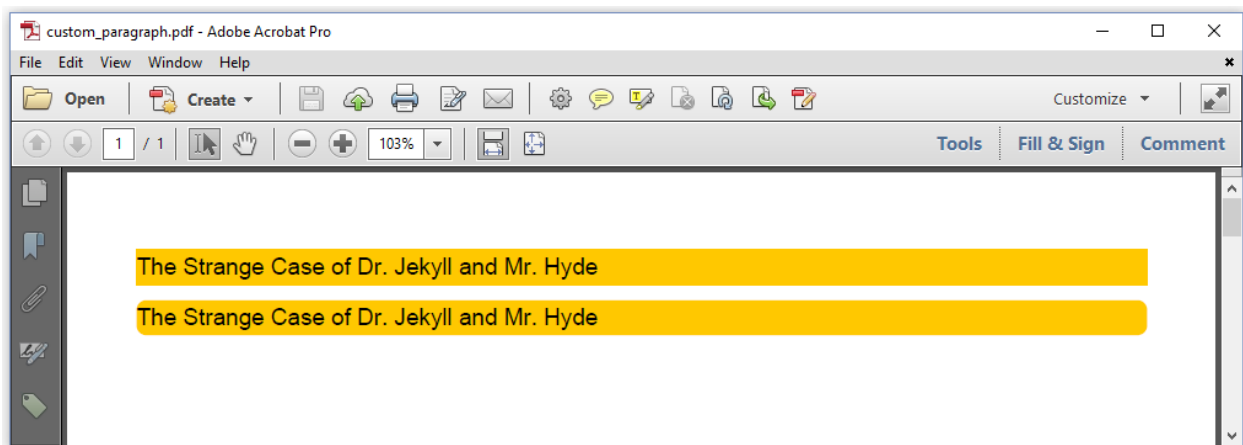 custom_paragraph.pdf - Adobe Acrobat Pro
File Edit View Window Help
Open Create Customize
1 / 1 103% Tools Fill & Sign Comment
The Strange Case of Dr. Jekyll and Mr. Hyde
The Strange Case of Dr. Jekyll and Mr. Hyde